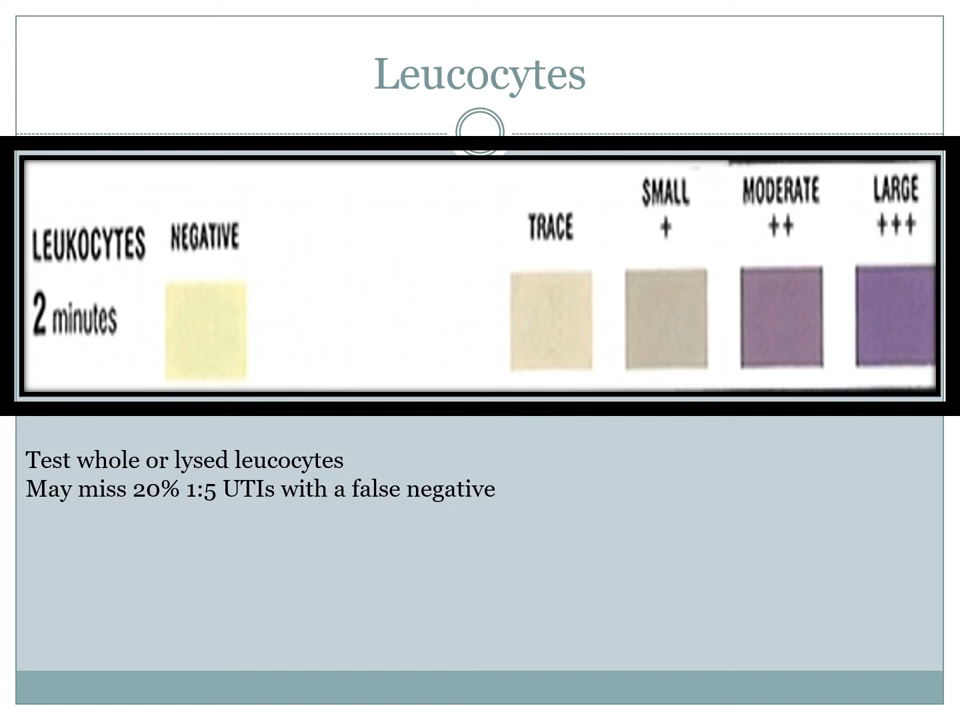 Leucocytes
SMALL MODERATE LARGE
LEUKOCYTES NEGATIVE TRACE + ++ +++
2 minutes
Test whole or lysed leucocytes
May miss 20% 1:5 UTIs with a false negative